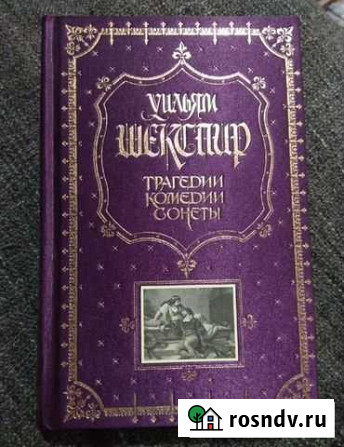 Уильям
ШЕКСПИР
ТРАГЕДИИ
КОМЕДИИ
СОНЕТЫ
rosndv.ru